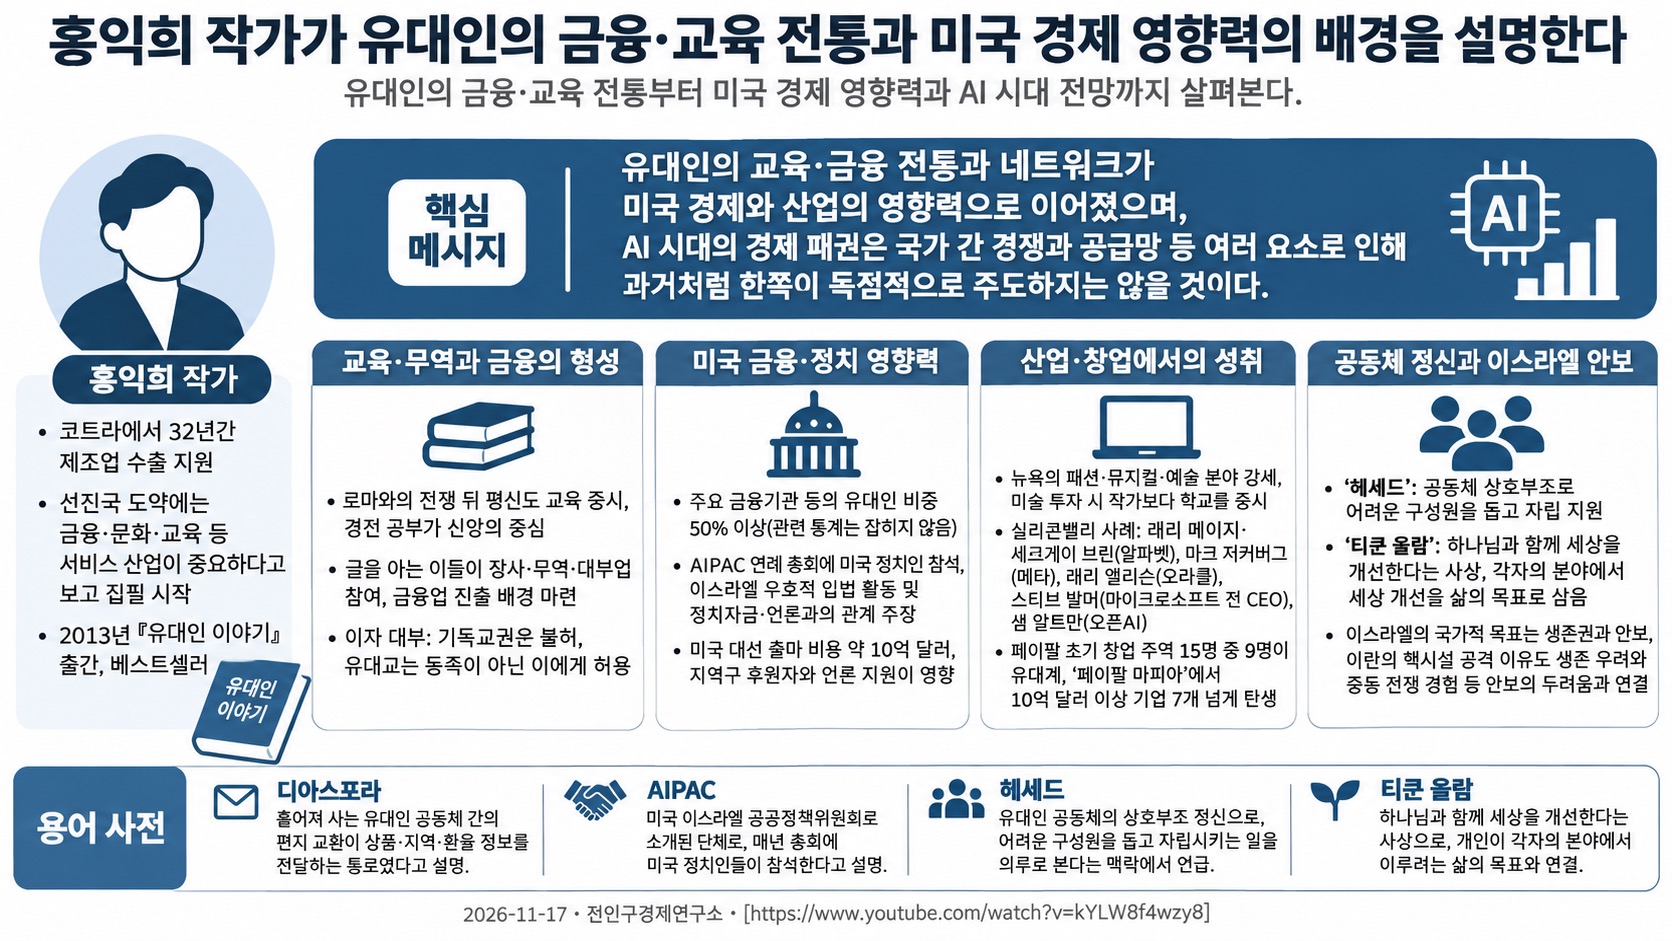 홍익희 작가가 유대인의 금융·교육 전통과 미국 경제 영향력의 배경을 설명한다
유대인의 금융·교육 전통부터 미국 경제 영향력과 AI 시대 전망까지 살펴본다.
핵심
메시지
유대인의 교육·금융 전통과 네트워크가
미국 경제와 산업의 영향력으로 이어졌으며,
AI 시대의 경제 패권은 국가 간 경쟁과 공급망 등 여러 요소로 인해
과거처럼 한쪽이 독점적으로 주도하지는 않을 것이다.
AI
홍익희 작가
• 코트라에서 32년간
제조업 수출 지원
• 선진국 도약에는
금융·문화·교육 등
서비스 산업이 중요하다고
보고 집필 시작
• 2013년 『유대인 이야기』
출간, 베스트셀러
유대인
이야기
교육·무역과 금융의 형성
• 로마와의 전쟁 뒤 평신도 교육 중시,
경전 공부가 신앙의 중심
• 글을 아는 이들이 장사·무역·대부업
참여, 금융업 진출 배경 마련
• 이자 대부: 기독교권은 불허,
유대교는 동족이 아닌 이에게 허용
미국 금융·정치 영향력
• 주요 금융기관 등의 유대인 비중
50% 이상(관련 통계는 잡히지 않음)
• AIPAC 연례 총회에 미국 정치인 참석,
이스라엘 우호적 입법 활동 및
정치자금·언론과의 관계 주장
• 미국 대선 출마 비용 약 10억 달러,
지역구 후원자와 언론 지원이 영향
산업·창업에서의 성취
• 뉴욕의 패션·뮤지컬·예술 분야 강세,
미술 투자 시 작가보다 학교를 중시
• 실리콘밸리 사례: 래리 메이지·
세크게이 브린(알파벳), 마크 저커버그
(메타), 래리 앨리슨(오라클),
스티브 발머(마이크로소프트 전 CEO),
샘 알트만(오픈AI)
• 페이팔 초기 창업 주역 15명 중 9명이
유대계, ‘페이팔 마피아’에서
10억 달러 이상 기업 7개 넘게 탄생
공동체 정신과 이스라엘 안보
• ‘헤세드’: 공동체 상호부조로
어려운 구성원을 돕고 자립 지원
• ‘티쿤 올람’: 하나님과 함께 세상을
개선한다는 사상, 각자의 분야에서
세상 개선을 삶의 목표로 삼음
• 이스라엘의 국가적 목표는 생존권과 안보,
이란의 핵시설 공격 이유도 생존 우려와
중동 전쟁 경험 등 안보의 두려움과 연결
용어 사전
디아스포라
흩어져 사는 유대인 공동체 간의
편지 교환이 상품·지역·환율 정보를
전달하는 통로였다고 설명.
AIPAC
미국 이스라엘 공공정책위원회로
소개된 단체로, 매년 총회에
미국 정치인들이 참석한다고 설명.
헤세드
유대인 공동체의 상호부조 정신으로,
어려운 구성원을 돕고 자립시키는 일을
의루로 본다는 맥락에서 언급.
티쿤 올람
하나님과 함께 세상을 개선한다는
사상으로, 개인이 각자의 분야에서
이루려는 삶의 목표와 연결.
2026-11-17 • 전인구경제연구소 • [https://www.youtube.com/watch?v=kYLW8f4wzy8]